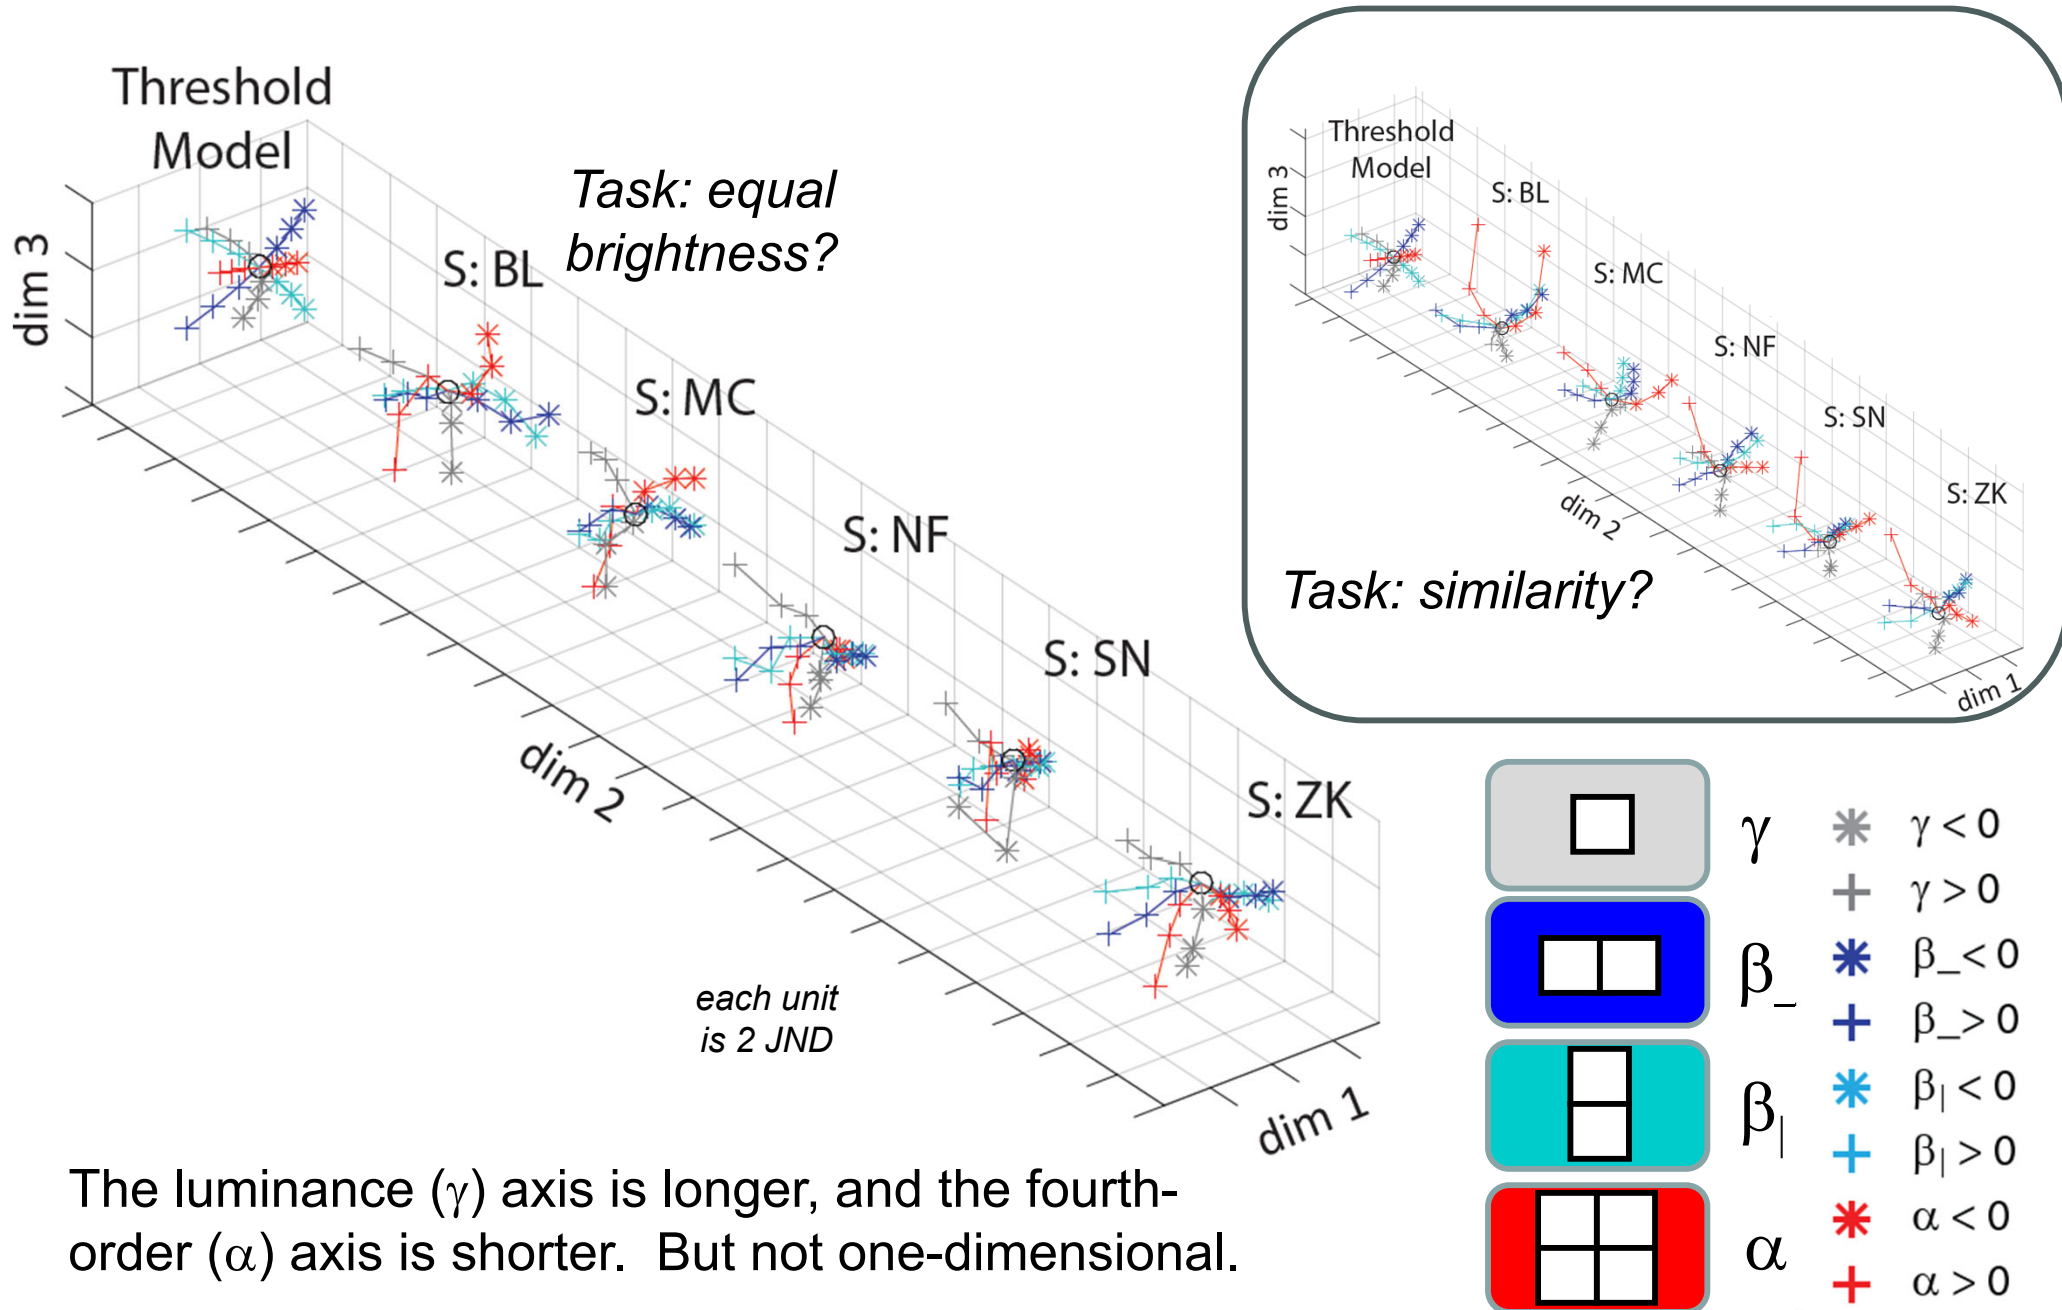 Threshold
Model
Task: equal
brightness?
dim 3
S: BL
S: MC
S: NF
S: SN
S: ZK
dim 2
dim 1
each unit
is 2 JND
Threshold
Model
dim 3
S: BL
S: MC
S: NF
S: SN
S: ZK
dim 2
dim 1
Task: similarity?
γ
β_
β|
α
γ < 0
γ > 0
β_< 0
β_> 0
β| < 0
β| > 0
α < 0
α > 0
The luminance (γ) axis is longer, and the fourth-
order (α) axis is shorter.  But not one-dimensional.